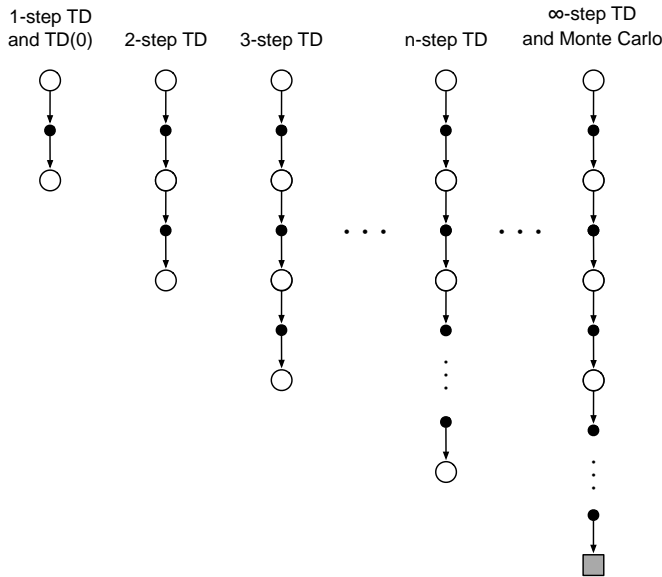 1-step TD
and TD(0)
2-step TD
3-step TD
n-step TD
∞-step TD
and Monte Carlo